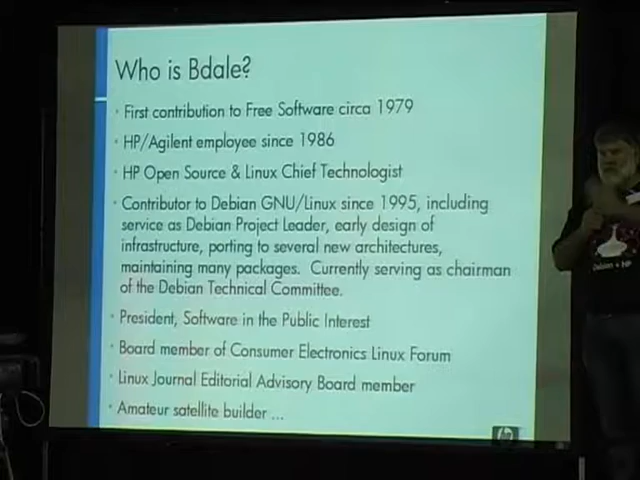 Who is Bdale?
· First contribution to Free Software circa 1979
· HP/Agilent employee since 1986
· HP Open Source & Linux Chief Technologist
· Contributor to Debian GNU/Linux since 1995, including
service as Debian Project Leader, early design of
infrastructure, porting to several new architectures,
maintaining many packages. Currently serving as chairman
of the Debian Technical Committee.
· President, Software in the Public Interest
· Board member of Consumer Electronics Linux Forum
· Linux Journal Editorial Advisory Board member
· Amateur satellite builder ...
hp
Debian + HP